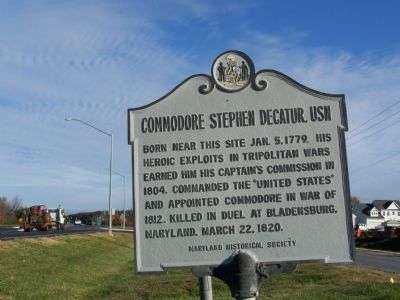 COMMODORE STEPHEN DECATUR, USN
BORN NEAR THIS SITE JAN. 5, 1779. HIS
HEROIC EXPLOITS IN TRIPOLITAN WARS
EARNED HIM HIS CAPTAIN'S COMMISSION IN
1804. COMMANDED THE "UNITED STATES"
AND APPOINTED COMMODORE IN WAR OF
1812. KILLED IN DUEL AT BLADENSBURG,
MARYLAND, MARCH 22, 1820.
MARYLAND HISTORICAL SOCIETY